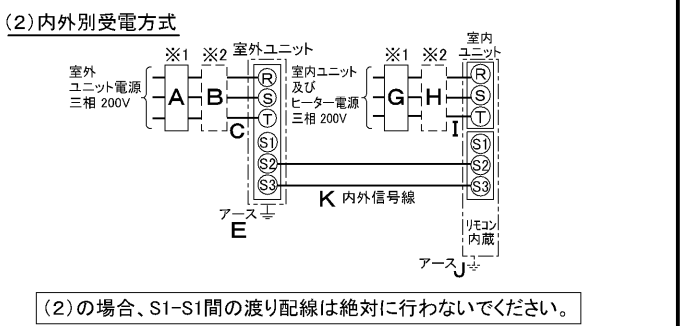 (2)内外別受電方式
※1 ※2 室外ユニット
室外
ユニット電源
三相 200V
A B C
R
S
T
S1
S2
S3
アース
E
※1 ※2 室内
ユニット
室内ユニット
及び
ヒーター電源
三相 200V
G H I
R
S
T
S1
S2
S3
K 内外信号線
リモコン
内蔵
アース J
(2)の場合、S1-S1間の渡り配線は絶対に行わないでください。